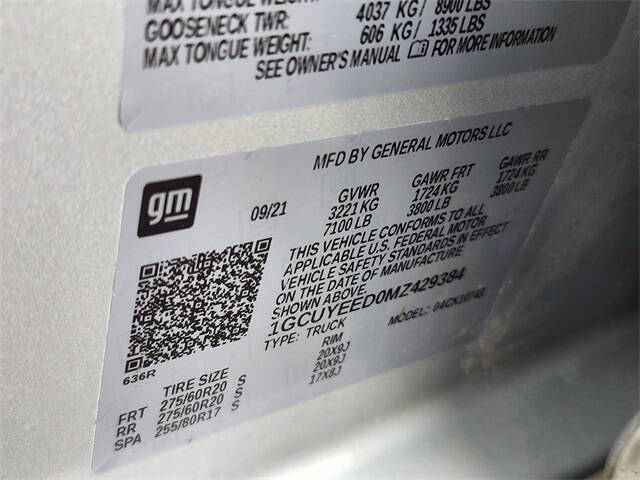 MAX TONGUE WEIGHT:
GOOSENECK TWR: 4037 KG/ 8900 LBS
MAX TONGUE WEIGHT: 606 KG/ 1335 LBS
SEE OWNER'S MANUAL FOR MORE INFORMATION
MFD BY GENERAL MOTORS LLC
gm
09/21
GVWR GAWR FRT GAWR RR
3221 KG 1724 KG 1724 KG
7100 LB 3800 LB 3800 LB
THIS VEHICLE CONFORMS TO ALL
APPLICABLE U.S. FEDERAL MOTOR
VEHICLE SAFETY STANDARDS IN EFFECT
ON THE DATE OF MANUFACTURE
SHOWN ABOVE.
1GCUYEED0MZ429384
TYPE: TRUCK MODEL:
636R
TIRE SIZE RIM
FRT 275/60R20 S 20X9J
RR 275/60R20 S 20X9J
SPA 255/80R17 S 17X8J